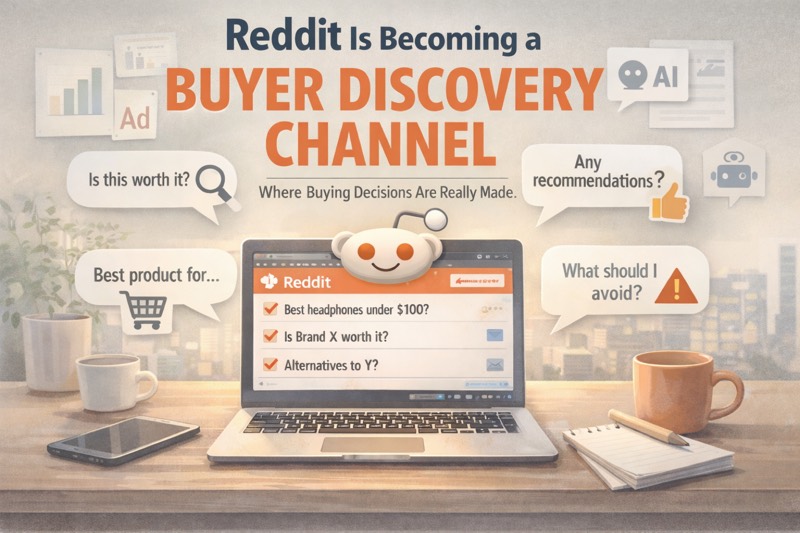 Reddit Is Becoming a
BUYER DISCOVERY
CHANNEL
Where Buying Decisions Are Really Made.
Ad
AI
Is this worth it?
Any
recommendations?
Best product for...
What should I
avoid?
Reddit
Best headphones under $100?
Is Brand X worth it?
Alternatives to Y?